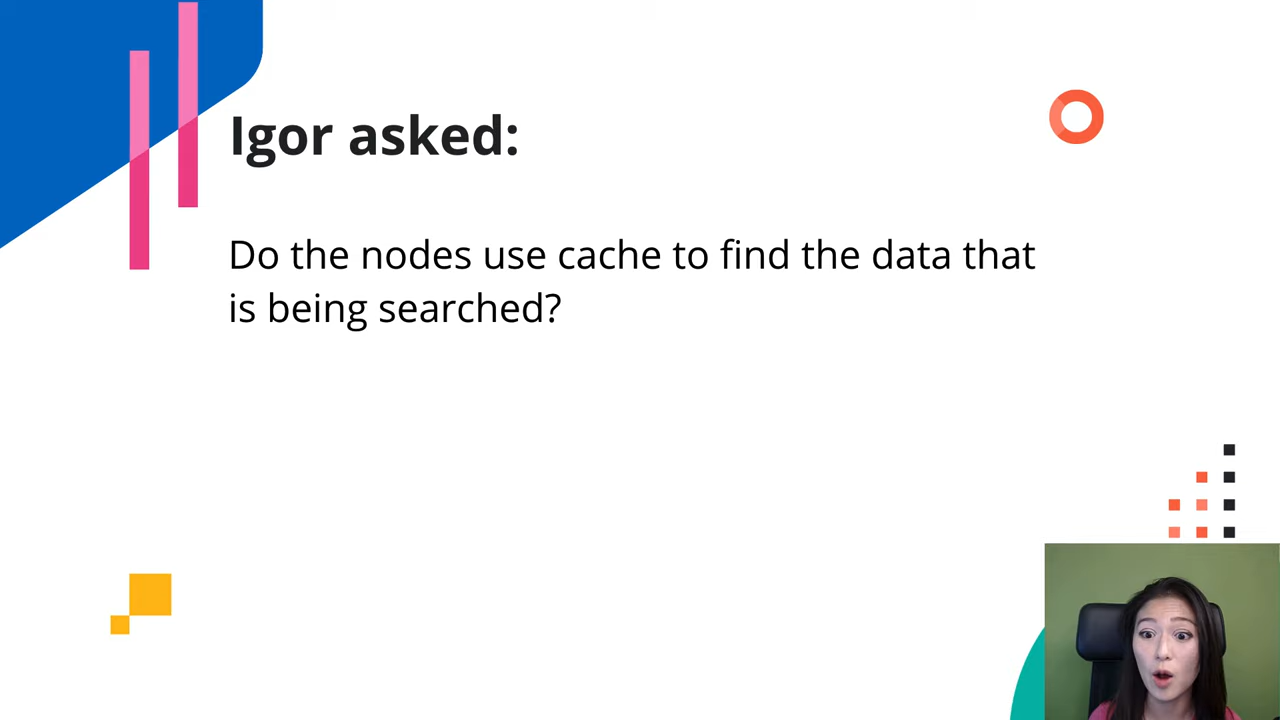 Igor asked:
Do the nodes use cache to find the data that
is being searched?